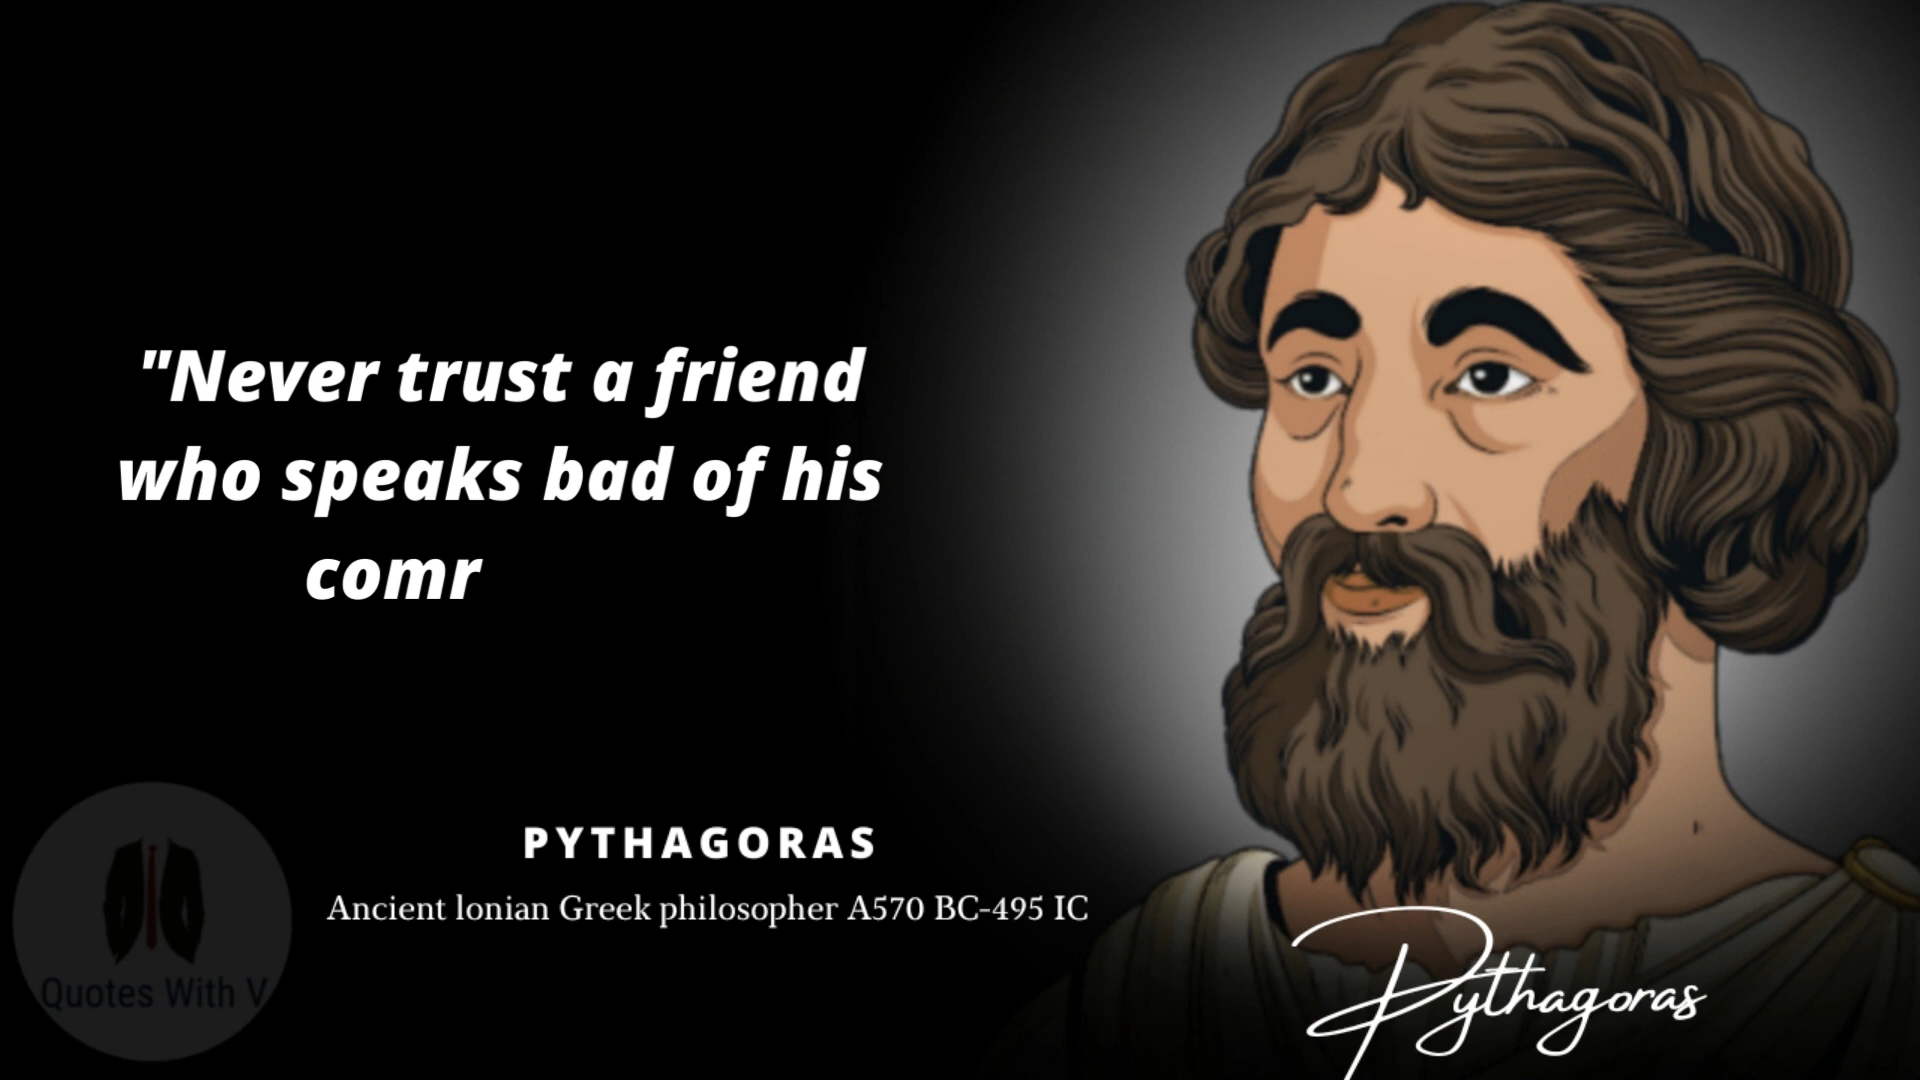 "Never trust a friend
who speaks bad of his
comr
PYTHAGORAS
Ancient lonian Greek philosopher A570 BC-495 IC
Quotes With V
Pythagoras